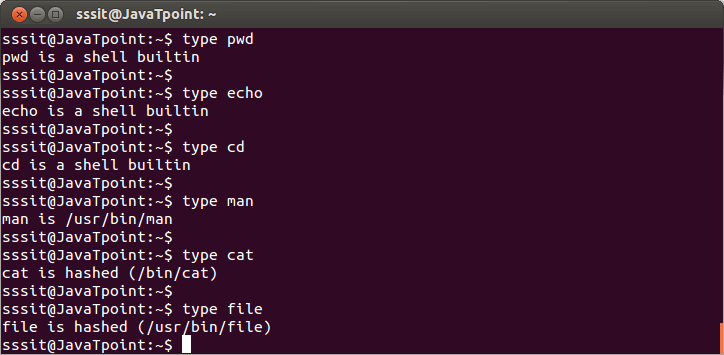 sssit@JavaTpoint: ~
sssit@JavaTpoint:~$ type pwd
pwd is a shell builtin
sssit@JavaTpoint:~$
sssit@JavaTpoint:~$ type echo
echo is a shell builtin
sssit@JavaTpoint:~$
sssit@JavaTpoint:~$ type cd
cd is a shell builtin
sssit@JavaTpoint:~$
sssit@JavaTpoint:~$ type man
man is /usr/bin/man
sssit@JavaTpoint:~$
sssit@JavaTpoint:~$ type cat
cat is hashed (/bin/cat)
sssit@JavaTpoint:~$
sssit@JavaTpoint:~$ type file
file is hashed (/usr/bin/file)
sssit@JavaTpoint:~$